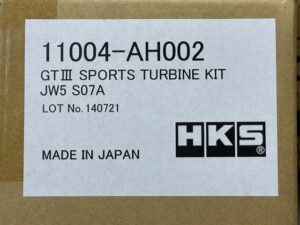 11004-AH002
GTⅢ SPORTS TURBINE KIT
JW5 S07A
LOT No. 140721
HKS®
MADE IN JAPAN